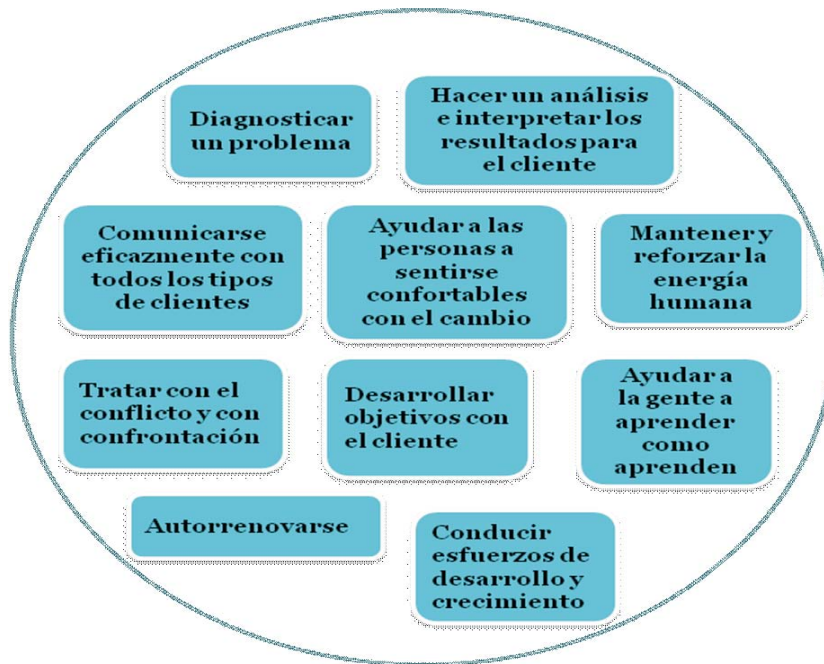 Diagnosticar
un problema
Hacer un análisis
e interpretar los
resultados para
el cliente
Comunicarse
eficazmente con
todos los tipos
de clientes
Ayudar a las
personas a
sentirse
confortables
con el cambio
Mantener y
reforzar la
energía
humana
Tratar con el
conflicto y con
confrontación
Desarrollar
objetivos con
el cliente
Ayudar a
la gente a
aprender
como
aprenden
Autorrenovarse
Conducir
esfuerzos de
desarrollo y
crecimiento